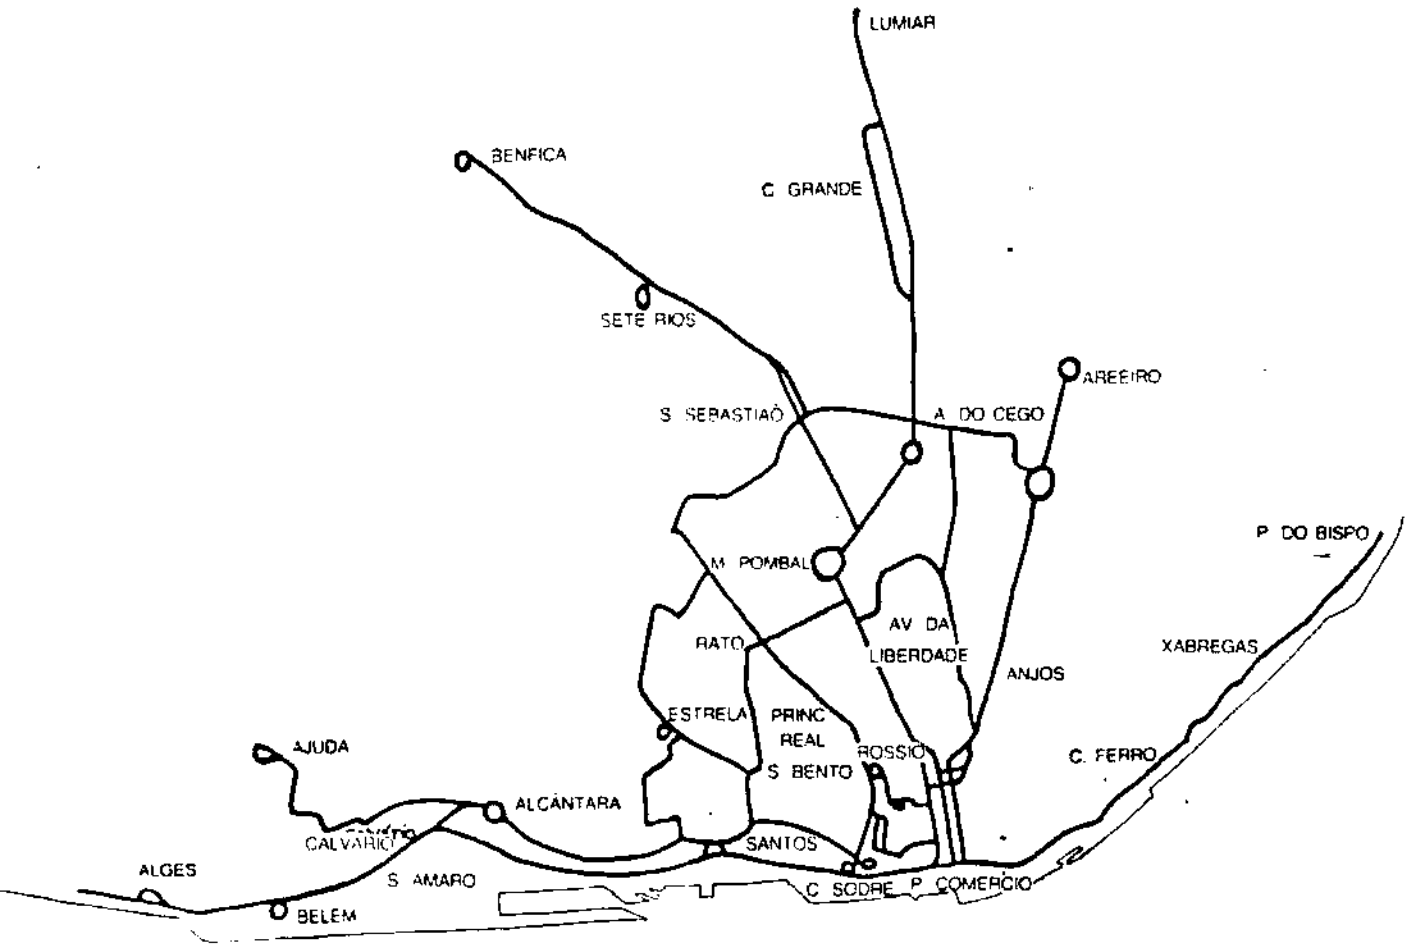 LUMIAR
BENFICA
C GRANDE
SETE RIOS
AREEIRO
S SEBASTIAÕ
A DO CEGO
P DO BISPO
M POMBAL
AV DA
LIBERDADE
RATO
XABREGAS
ANJOS
ESTRELA
PRINC
REAL
ROSSIO
AJUDA
S BENTO
C. FERRO
ALCÂNTARA
CALVARIO
SANTOS
ALGES
S AMARO
C SODRE
P COMERCIO
BELEM